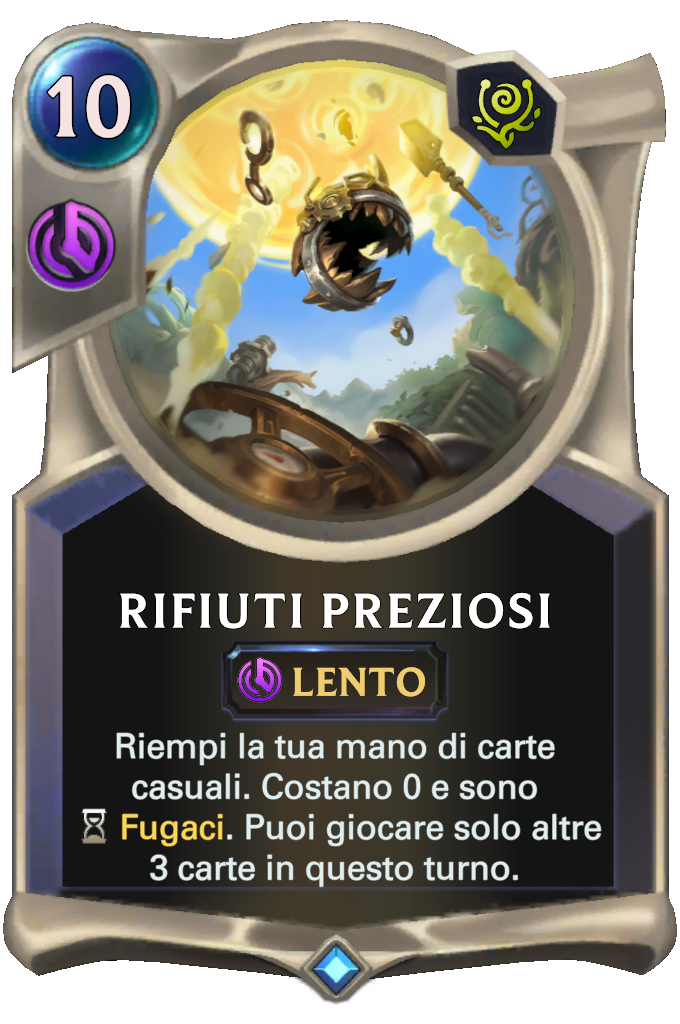 10
RIFIUTI PREZIOSI
LENTO
Riempi la tua mano di carte
casuali. Costano 0 e sono
Fugaci. Puoi giocare solo altre
3 carte in questo turno.